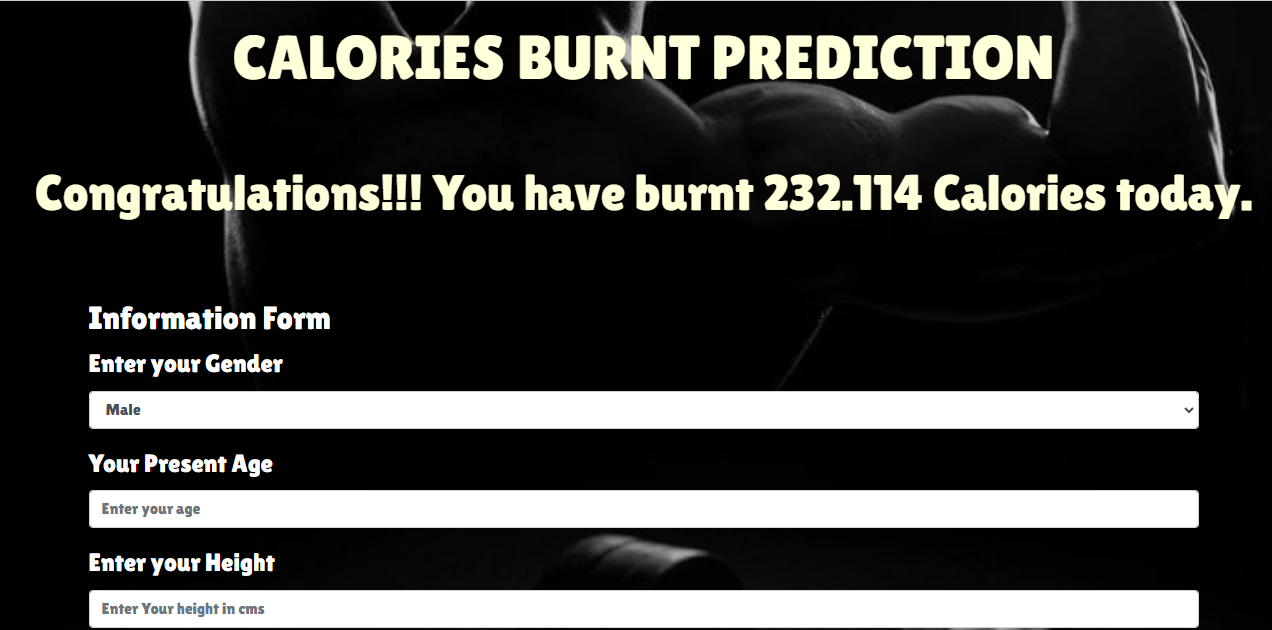 CALORIES BURNT PREDICTION
Congratulations!!! You have burnt 232.114 Calories today.
Information Form
Enter your Gender
Male
Your Present Age
Enter your age
Enter your Height
Enter Your height in cms